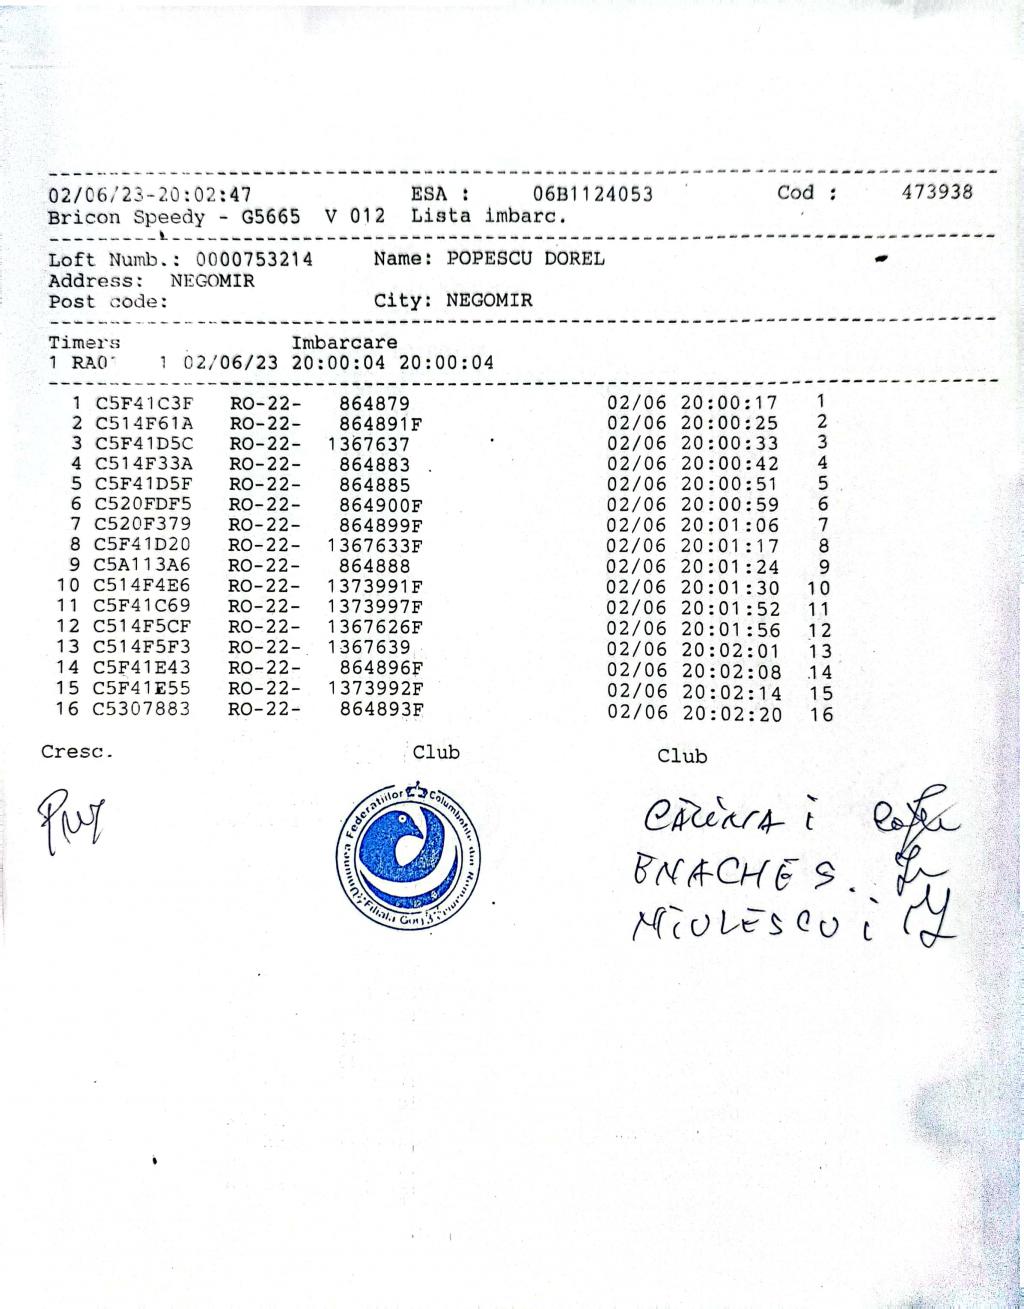 02/06/23-20:02:47 ESA : 06B1124053 Cod : 473938
Bricon Speedy - G5665 V 012 Lista imbarc.
Loft Numb.: 0000753214 Name: POPESCU DOREL
Address: NEGOMIR
Post code: City: NEGOMIR
Timers Imbarcare
1 RA01 1 02/06/23 20:00:04 20:00:04
1 C5F41C3F RO-22- 864879 02/06 20:00:17 1
2 C514F61A RO-22- 864891F 02/06 20:00:25 2
3 C5F41D5C RO-22- 1367637 02/06 20:00:33 3
4 C514F33A RO-22- 864883 02/06 20:00:42 4
5 C5F41D5F RO-22- 864885 02/06 20:00:51 5
6 C520FDF5 RO-22- 864900F 02/06 20:00:59 6
7 C520F379 RO-22- 864899F 02/06 20:01:06 7
8 C5F41D20 RO-22- 1367633F 02/06 20:01:17 8
9 C5A113A6 RO-22- 864888 02/06 20:01:24 9
10 C514F4E6 RO-22- 1373991F 02/06 20:01:30 10
11 C5F41C69 RO-22- 1373997F 02/06 20:01:52 11
12 C514F5CF RO-22- 1367626F 02/06 20:01:56 12
13 C514F5F3 RO-22- 1367639 02/06 20:02:01 13
14 C5F41E43 RO-22- 864896F 02/06 20:02:08 14
15 C5F41E55 RO-22- 1373992F 02/06 20:02:14 15
16 C5307883 RO-22- 864893F 02/06 20:02:20 16
Cresc. Club Club
Uniunea Federatiilor Columbofile din
Filiala Gorj
ENACHE S.
MIULESCU i